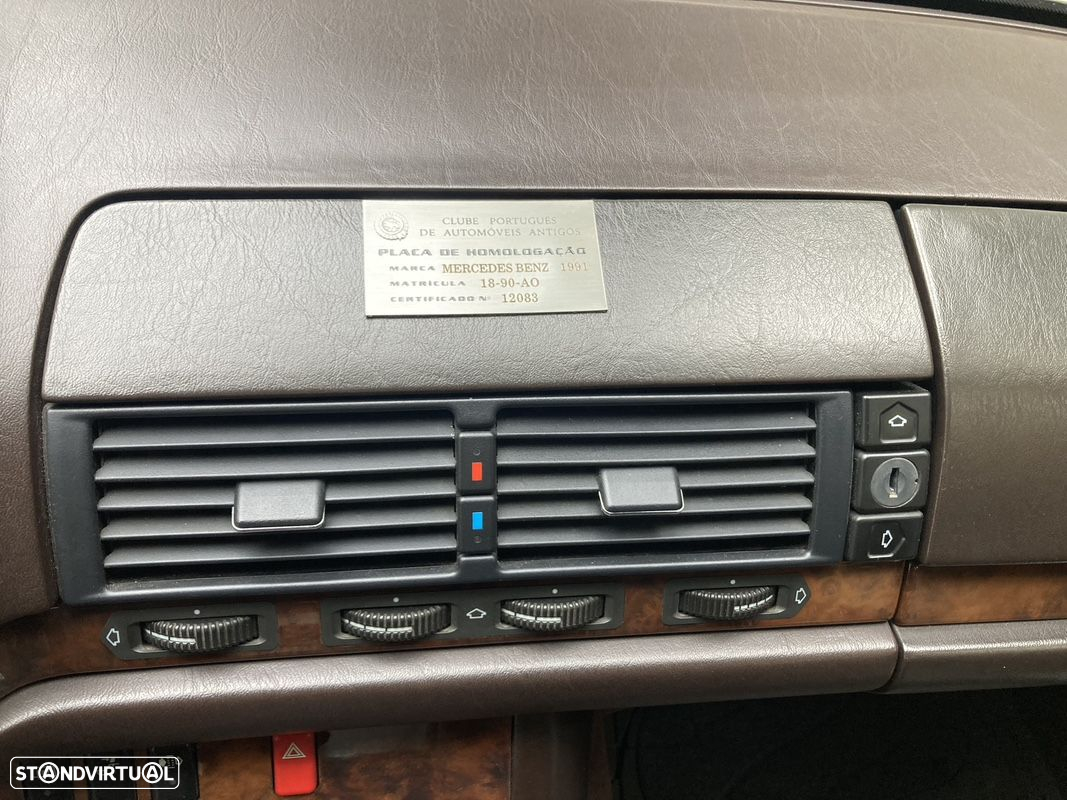 CLUBE PORTUGUÊS
DE AUTOMÓVEIS ANTIGOS
PLACA DE HOMOLOGAÇÃO
MARCA MERCEDES BENZ 1991
MATRÍCULA 18-90-AO
CERTIFICADO Nº 12083
STANDVIRTUAL